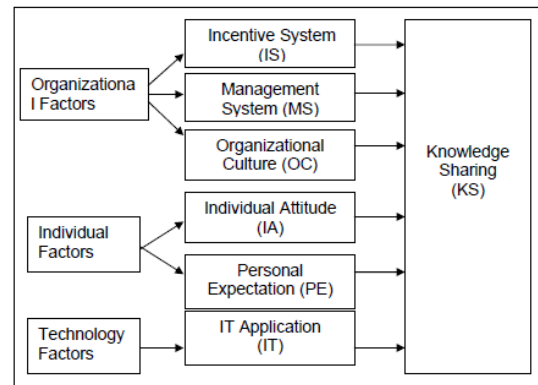 Incentive System
(IS)
Organizationa
l Factors
Management
System (MS)
Organizational
Culture (OC)
Knowledge
Sharing
(KS)
Individual Attitude
(IA)
Individual
Factors
Personal
Expectation (PE)
Technology
Factors
IT Application
(IT)